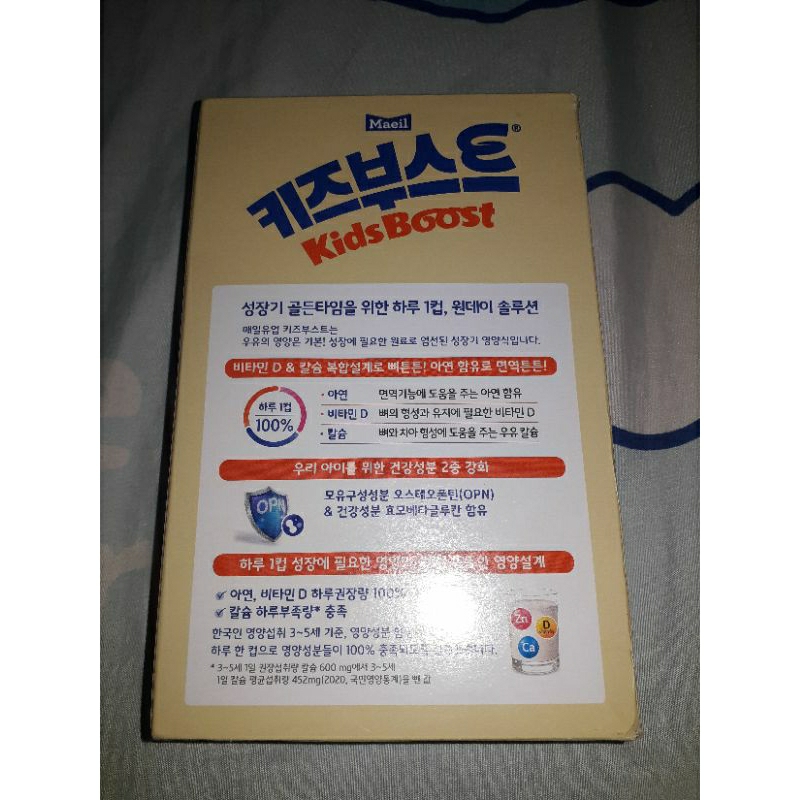 Maeil
키즈부스트®
Kids Boost
성장기 골든타임을 위한 하루 1컵, 원데이 솔루션
매일유업 키즈부스트는
우유의 영양은 기본! 성장에 필요한 원료로 엄선된 성장기 영양식입니다.
비타민 D & 칼슘 복합설계로 뼈튼튼! 아연 함유로 면역튼튼!
하루 1컵
100%
· 아연 면역기능에 도움을 주는 아연 함유
· 비타민 D 뼈의 형성과 유지에 필요한 비타민 D
· 칼슘 뼈와 치아 형성에 도움을 주는 우유 칼슘
우리 아이를 위한 건강성분 2중 강화
OPN
모유구성성분 오스테오폰틴(OPN)
& 건강성분 효모베타글루칸 함유
하루 1컵 성장에 필요한 영양설계
아연, 비타민 D 하루권장량 100%
칼슘 하루부족량* 충족
Zn
D
Ca
한국인 영양섭취 3~5세 기준, 영양성분
하루 한 컵으로 영양성분들이 100%
* 3~5세 1일 권장섭취량 칼슘 600 mg에서 3~5세
1일 칼슘 평균섭취량 452mg(2020, 국민영양통계)을 뺀 값